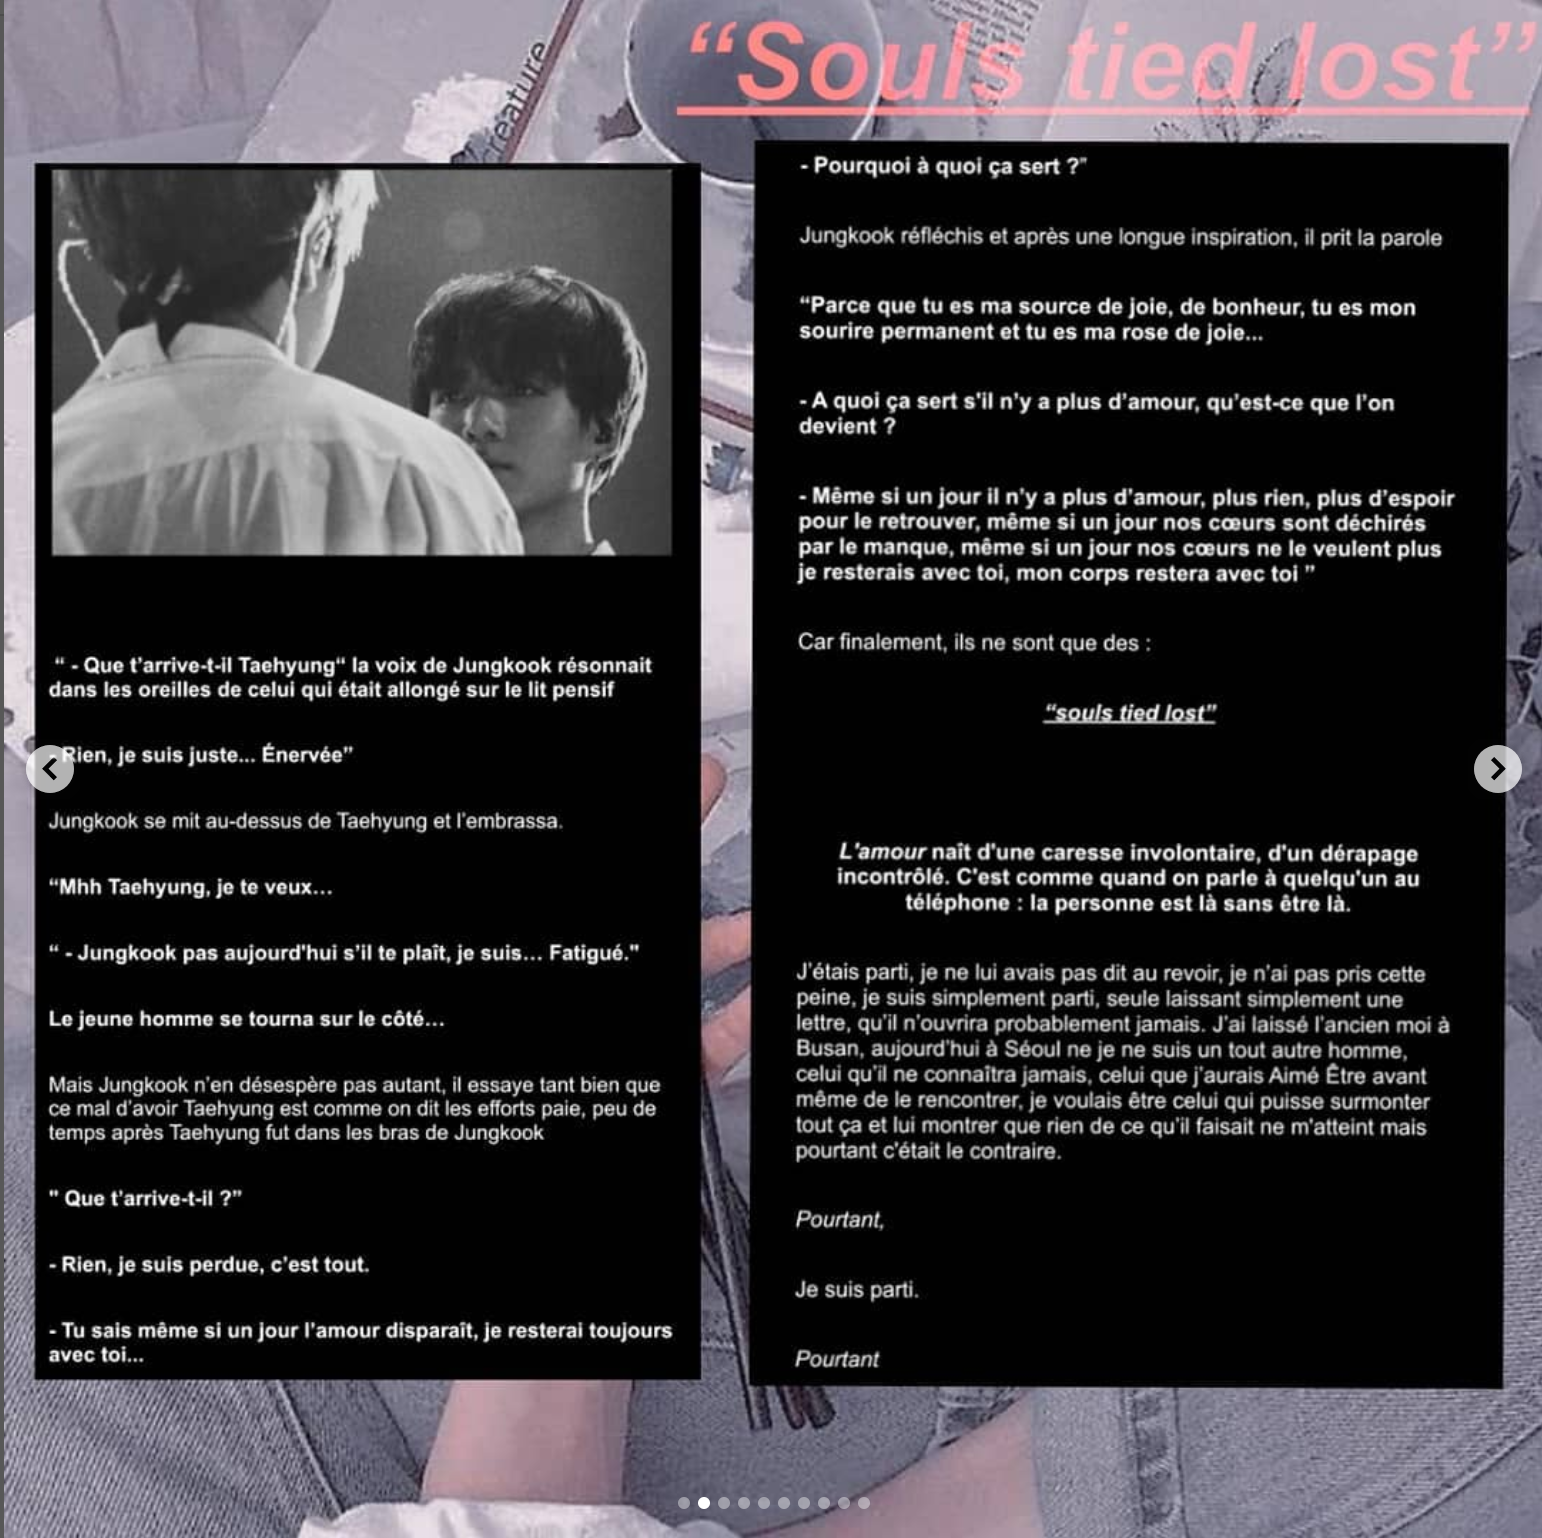 “Souls tied lost”
reature
“ - Que t’arrive-t-il Taehyung“ la voix de Jungkook résonnait
dans les oreilles de celui qui était allongé sur le lit pensif
- Rien, je suis juste... Énervée”
Jungkook se mit au-dessus de Taehyung et l’embrassa.
“Mhh Taehyung, je te veux…
“ - Jungkook pas aujourd'hui s’il te plaît, je suis… Fatigué."
Le jeune homme se tourna sur le côté…
Mais Jungkook n’en désespère pas autant, il essaye tant bien que
ce mal d’avoir Taehyung est comme on dit les efforts paie, peu de
temps après Taehyung fut dans les bras de Jungkook
" Que t’arrive-t-il ?”
- Rien, je suis perdue, c’est tout.
- Tu sais même si un jour l’amour disparaît, je resterai toujours
avec toi...
- Pourquoi à quoi ça sert ?”
Jungkook réfléchis et après une longue inspiration, il prit la parole
“Parce que tu es ma source de joie, de bonheur, tu es mon
sourire permanent et tu es ma rose de joie...
- A quoi ça sert s'il n’y a plus d’amour, qu’est-ce que l’on
devient ?
- Même si un jour il n’y a plus d’amour, plus rien, plus d’espoir
pour le retrouver, même si un jour nos cœurs sont déchirés
par le manque, même si un jour nos cœurs ne le veulent plus
je resterais avec toi, mon corps restera avec toi ”
Car finalement, ils ne sont que des :
“souls tied lost”
L'amour naît d'une caresse involontaire, d'un dérapage
incontrôlé. C'est comme quand on parle à quelqu'un au
téléphone : la personne est là sans être là.
J’étais parti, je ne lui avais pas dit au revoir, je n’ai pas pris cette
peine, je suis simplement parti, seule laissant simplement une
lettre, qu’il n’ouvrira probablement jamais. J’ai laissé l’ancien moi à
Busan, aujourd’hui à Séoul ne je ne suis un tout autre homme,
celui qu’il ne connaîtra jamais, celui que j’aurais Aimé Être avant
même de le rencontrer, je voulais être celui qui puisse surmonter
tout ça et lui montrer que rien de ce qu’il faisait ne m’atteint mais
pourtant c’était le contraire.
Pourtant,
Je suis parti.
Pourtant